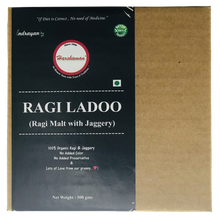 "If Diet is Correct , No need of Medicine."
Indrayani
Harshawan
RAGI LADOO
(Ragi Malt with Jaggery)
100% Organic Ragi & Jaggery
No Added Color
No Added Preservative
&
Lots of Love from our granny.
Net Weight : 500 gms